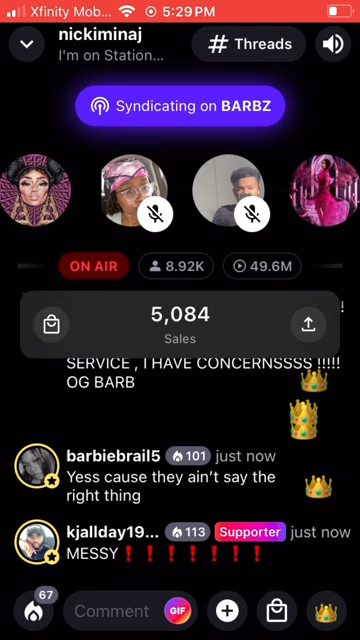 Xfinity Mob... 5:29 PM
nickiminaj
I'm on Station...
# Threads
Syndicating on BARBZ
ON AIR 8.92K 49.6M
!
5,084
Sales
SERVICE , I HAVE CONCERNSSSS !!!!!
OG BARB
barbiebrail5 101 just now
Yess cause they ain't say the
right thing
kjallday19... 113 Supporter just now
MESSY❗❗❗❗❗❗❗
67
Comment GIF